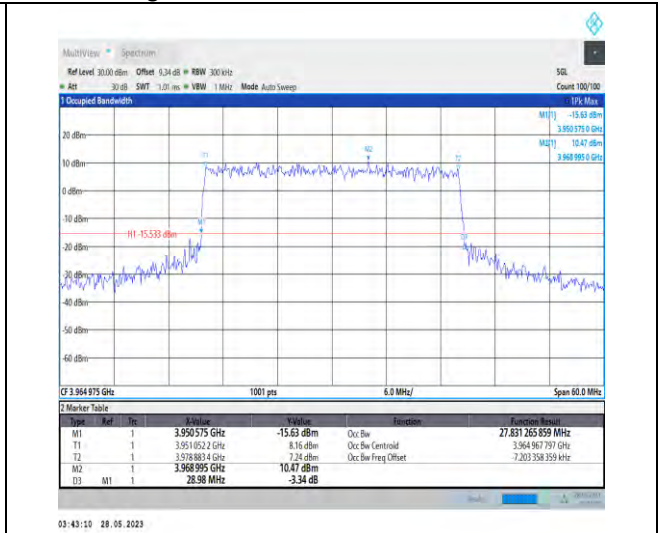 MultiView Spectrum
Ref Level 30.00 dBm Offset 9.34 dB RBW 300 kHz SGL
Att 30 dB SWT 1.01 ms VBW 1 MHz Mode Auto Sweep Count 100/100
1 Occupied Bandwidth 1Pk Max
M1[1] -15.63 dBm
3.950 575 0 GHz
M2[1] 10.47 dBm
3.968 995 0 GHz
20 dBm
T1 M2 T2
10 dBm
0 dBm
-10 dBm
M1
H1 -15.533 dBm
D3
-20 dBm
-30 dBm
-40 dBm
-50 dBm
-60 dBm
CF 3.964 975 GHz 1001 pts 6.0 MHz/ Span 60.0 MHz
2 Marker Table
Type Ref Trc X-Value Y-Value Function Function Result
M1 1 3.950 575 GHz -15.63 dBm Occ Bw 27.831 265 859 MHz
T1 1 3.951 052 2 GHz 8.16 dBm Occ Bw Centroid 3.964 967 797 GHz
T2 1 3.978 883 4 GHz 7.24 dBm Occ Bw Freq Offset -7.203 358 359 kHz
M2 1 3.968 995 GHz 10.47 dBm
D3 M1 1 28.98 MHz -3.34 dB
03:43:10 28.05.2023